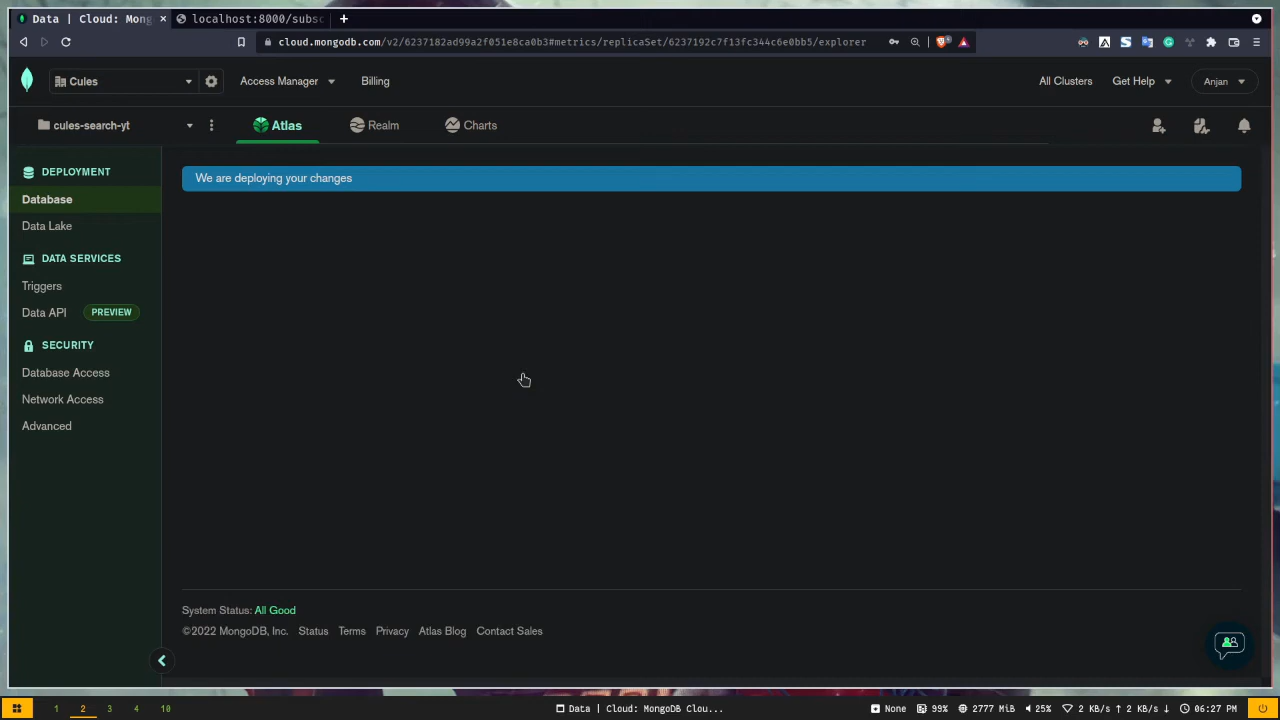 Data | Cloud: Mong
localhost:8000/subsc
cloud.mongodb.com/v2/6237182ad99a2f051e8ca0b3#metrics/replicaSet/6237192c7f13fc344c6e0bb5/explorer
Cules
Access Manager
Billing
All Clusters
Get Help
Anjan
cules-search-yt
Atlas
Realm
Charts
DEPLOYMENT
Database
Data Lake
DATA SERVICES
Triggers
Data API PREVIEW
SECURITY
Database Access
Network Access
Advanced
We are deploying your changes
System Status: All Good
©2022 MongoDB, Inc. Status Terms Privacy Atlas Blog Contact Sales
1 2 3 4 10
Data | Cloud: MongoDB Clou...
None 99% 2777 MiB 25% 2 KB/s ↑ 2 KB/s ↓ 06:27 PM